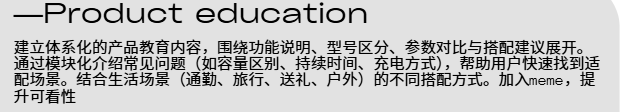 —Product education
建立体系化的产品教育内容，围绕功能说明、型号区分、参数对比与搭配建议展开。
通过模块化介绍常见问题（如容量区别、持续时间、充电方式），帮助用户快速找到适
配场景。结合生活场景（通勤、旅行、送礼、户外）的不同搭配方式。加入meme，提
升可看性